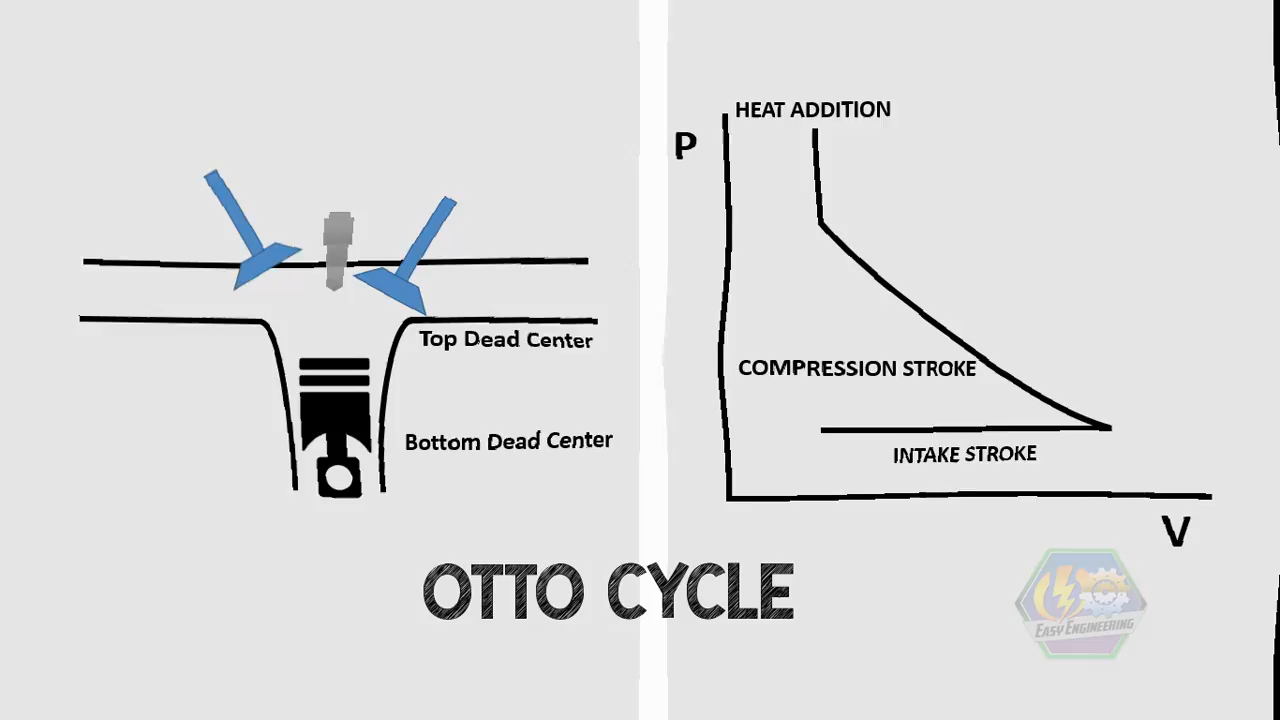 HEAT ADDITION
P
Top Dead Center
COMPRESSION STROKE
Bottom Dead Center
INTAKE STROKE
V
OTTO CYCLE
EASY ENGINEERING